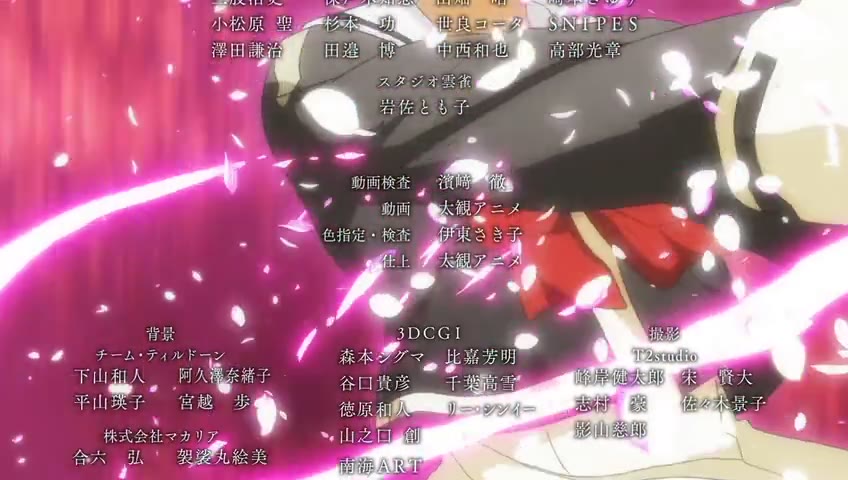 小松原 聖 杉本 功 世良コータ SNIPES
澤田謙治 田邉 博 中西和也 高部光章
スタジオ雲雀
岩佐とも子
動画検査 濱﨑 徹
動画 太観アニメ
色指定・検査 伊東さき子
仕上 太観アニメ
背景
チーム・ティルドーン
下山和人 阿久澤奈緒子
平山瑛子 宮越 歩
株式会社マカリア
合六 弘 袈裟丸絵美
3DCGI
森本シグマ 比嘉芳明
谷口貴彦 千葉高雪
徳原和人 リー・シンイー
山之口 創
南海ART
撮影
T2studio
峰岸健太郎 宋 賢大
志村 豪 佐々木景子
影山慈郎